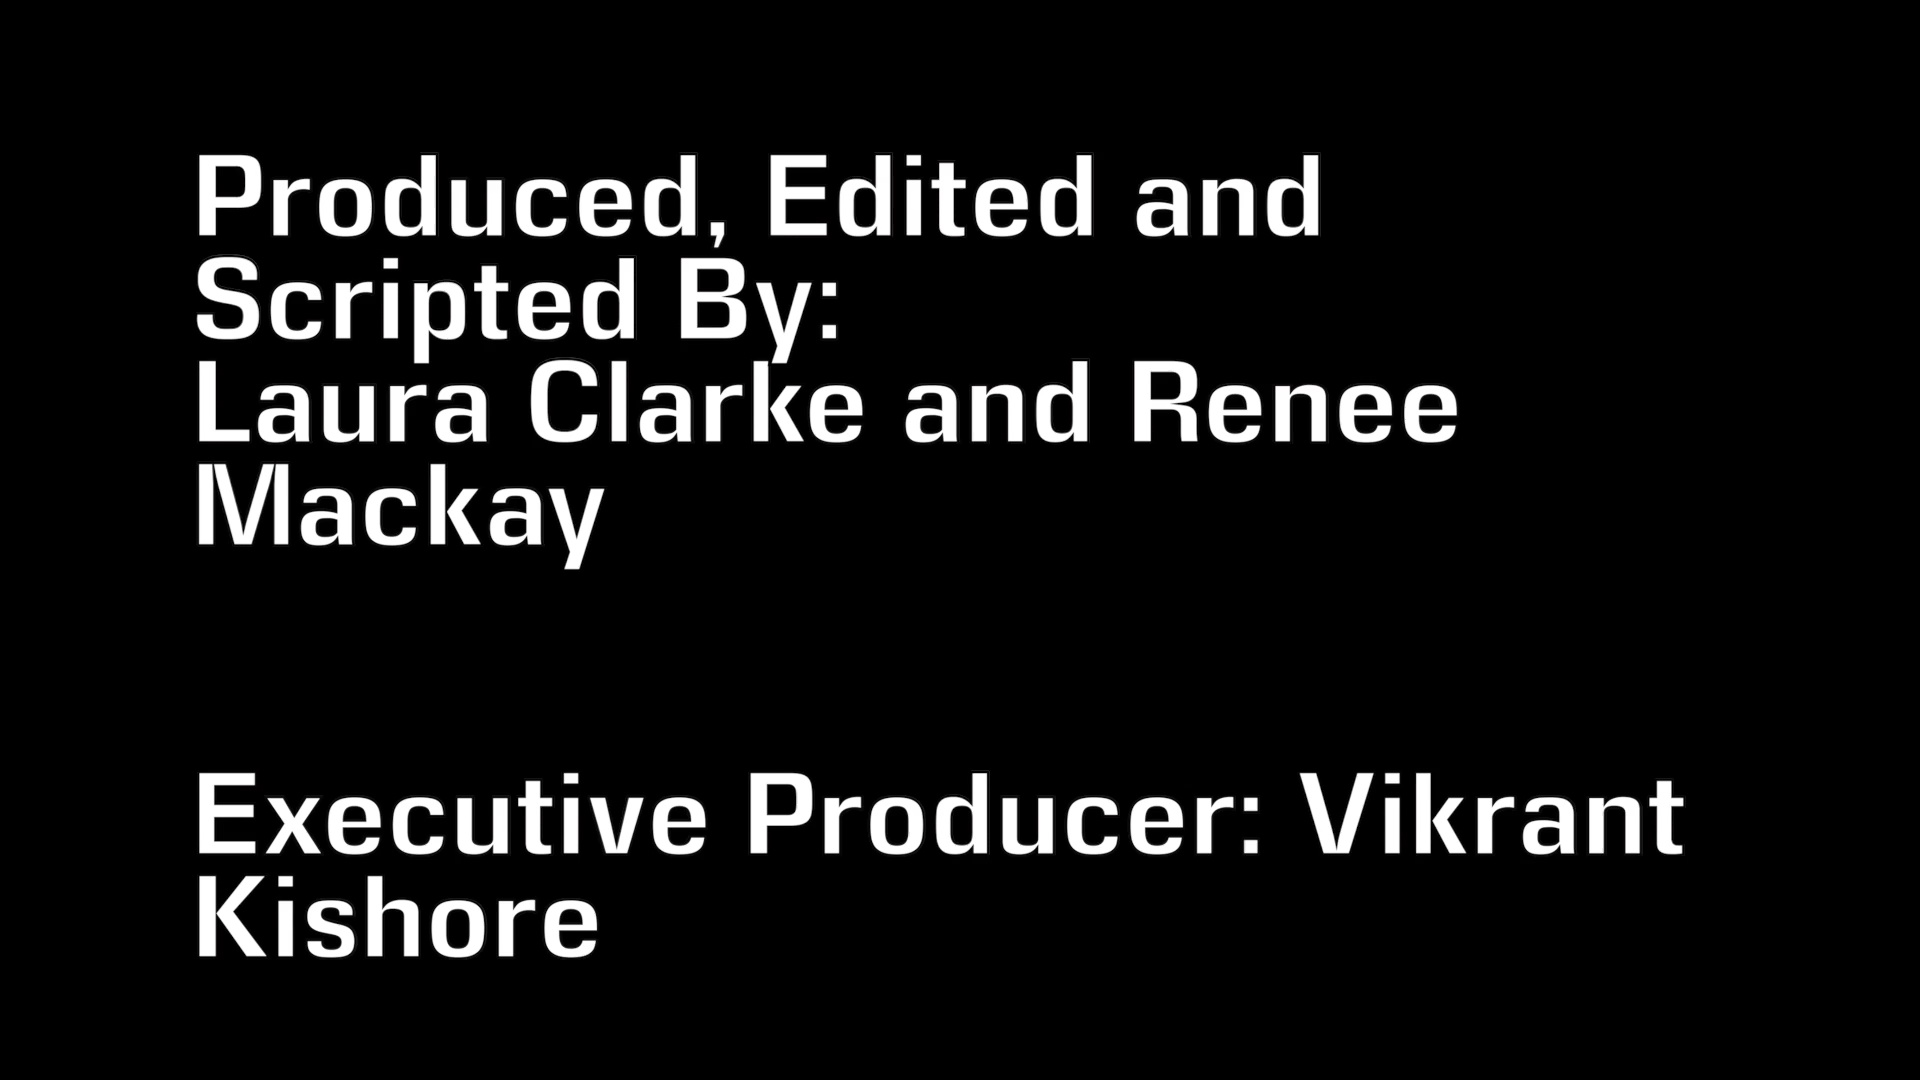 Produced, Edited and
Scripted By:
Laura Clarke and Renee
Mackay
Executive Producer: Vikrant
Kishore